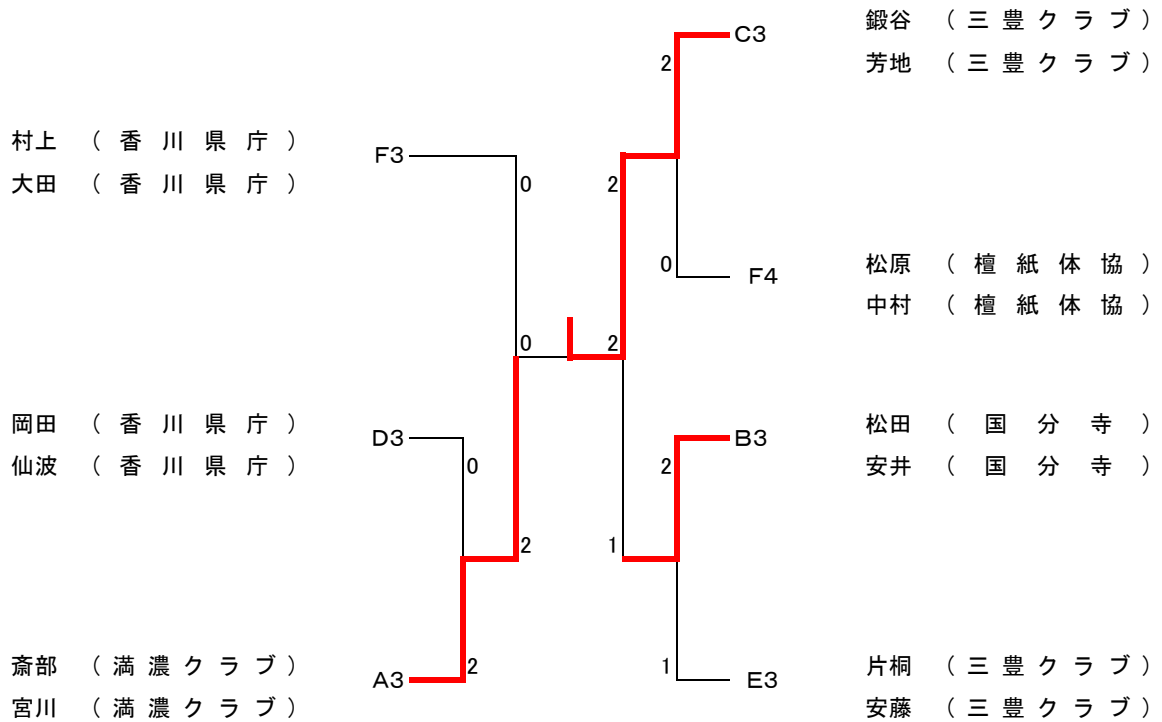 鍛谷 （三豊クラブ）
C3
2
芳地 （三豊クラブ）
村上 （香川県庁）
F3
大田 （香川県庁）
0
2
松原 （檀紙体協）
0
F4
中村 （檀紙体協）
0
2
岡田 （香川県庁）
D3
B3
松田 （国分寺）
仙波 （香川県庁）
0
2
安井 （国分寺）
2
1
斎部 （満濃クラブ）
A3
2
1
E3
片桐 （三豊クラブ）
宮川 （満濃クラブ）
安藤 （三豊クラブ）